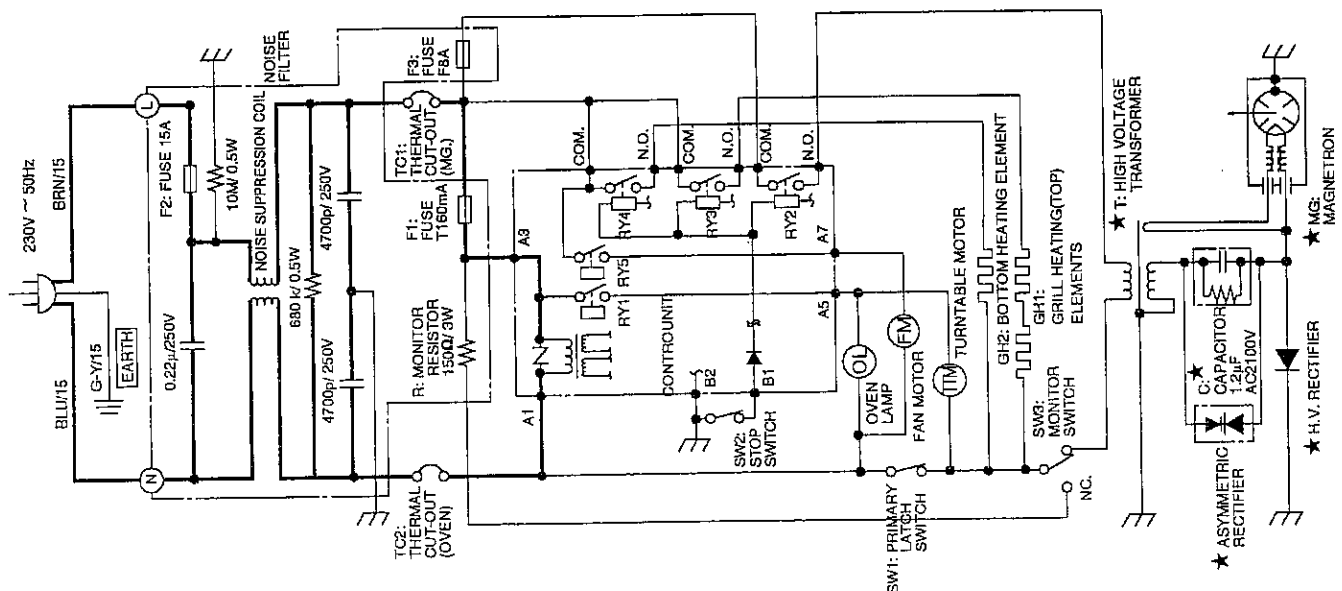 230V ~ 50Hz
BRN/15
BLU/15
G-Y/15
EARTH
L
N
F2: FUSE 15A
10M/ 0.5W
0.22μ/250V
NOISE SUPPRESSION COIL
NOISE
FILTER
680 k/ 0.5W
4700p/ 250V
4700p/ 250V
TC1:
THERMAL
CUT-OUT
(MG.)
TC2:
THERMAL
CUT-OUT
(OVEN)
F3:
FUSE
F8A
F1:
FUSE
T160mA
R: MONITOR
RESISTOR
150Ω/ 3W
A3
A1
CONTROUNIT
COM.
N.O.
COM.
N.O.
COM.
N.O.
RY4
RY3
RY2
RY5
RY1
A7
A5
B2
B1
SW2:
STOP
SWITCH
OL
OVEN
LAMP
FM
FAN MOTOR
TTM
TURNTABLE MOTOR
SW1: PRIMARY
LATCH
SWITCH
GH2: BOTTOM HEATING ELEMENT
GH1:
GRILL HEATING(TOP)
ELEMENTS
SW3:
MONITOR
SWITCH
NC.
★ T: HIGH VOLTAGE
TRANSFORMER
C:★
CAPACITOR
1.2μF
AC2100V
★ ASYMMETRIC
RECTIFIER
★ H.V. RECTIFIER
★ MG:
MAGNETRON